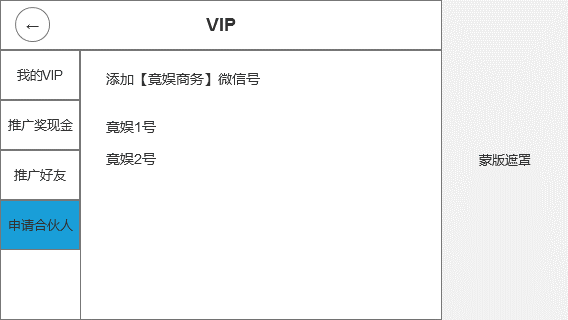 ←
VIP
我的VIP
推广奖现金
推广好友
申请合伙人
添加【竟娱商务】微信号
竟娱1号
竟娱2号
蒙版遮罩